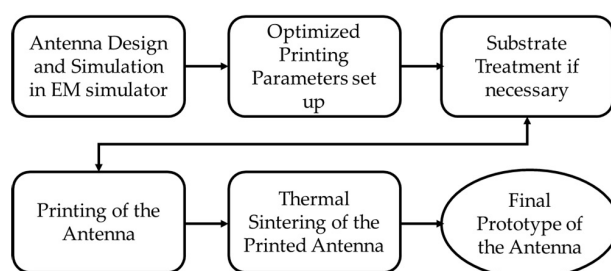 Antenna Design
and Simulation
in EM simulator
Optimized
Printing
Parameters set
up
Substrate
Treatment if
necessary
Printing of the
Antenna
Thermal
Sintering of the
Printed Antenna
Final
Prototype of
the Antenna